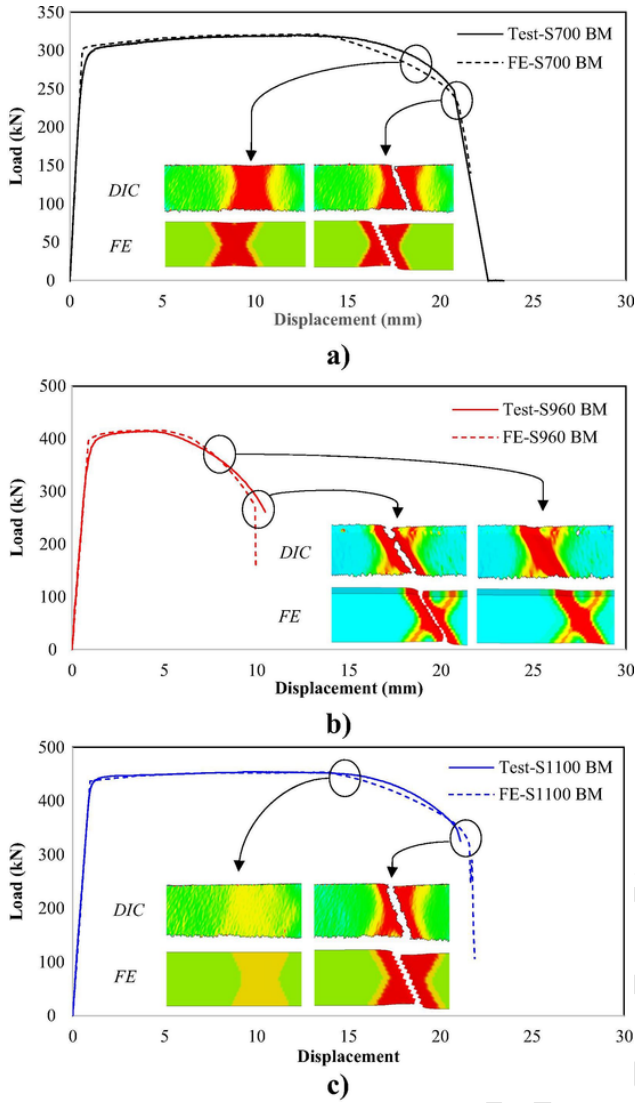 350
300
250
200
150
100
50
0
Load (kN)
Test-S700 BM
FE-S700 BM
DIC
FE
0 5 10 15 20 25 30
Displacement (mm)
a)
500
400
300
200
100
0
Load (kN)
Test-S960 BM
FE-S960 BM
DIC
FE
0 5 10 15 20 25 30
Displacement (mm)
b)
500
400
300
200
100
0
Load (kN)
Test-S1100 BM
FE-S1100 BM
DIC
FE
0 5 10 15 20 25 30
Displacement
c)